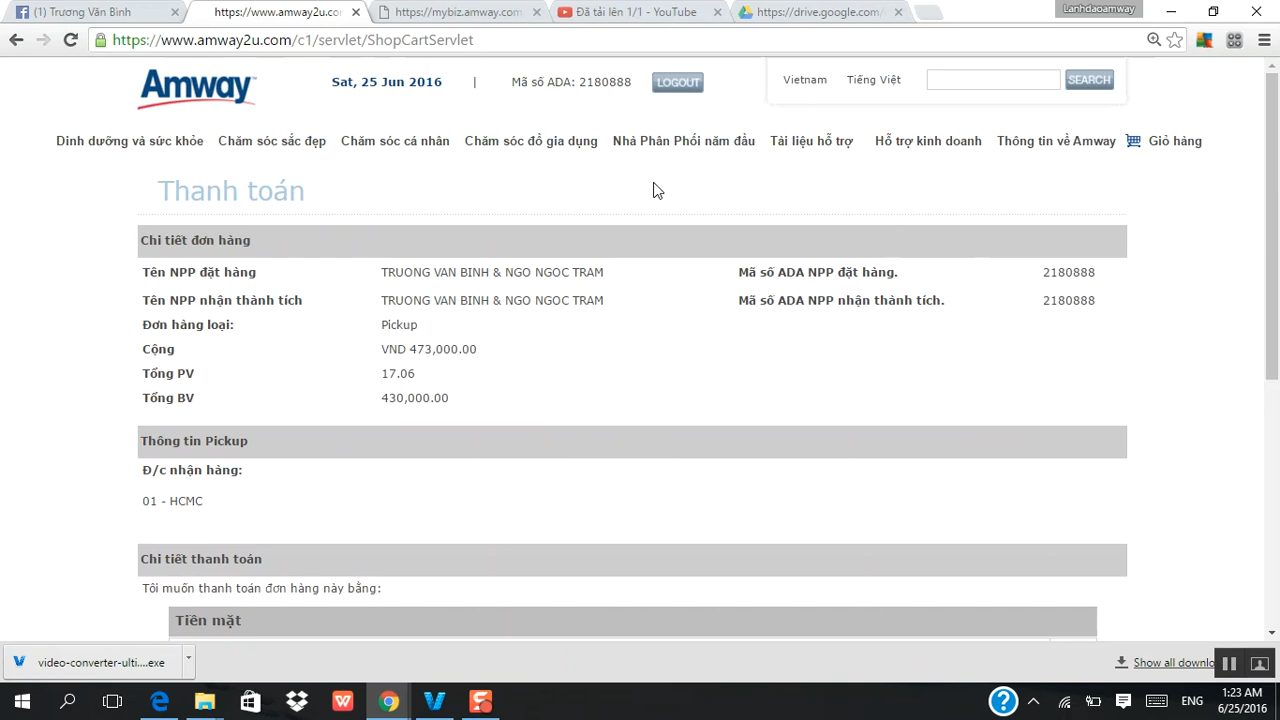 (1) Trương Văn Bình
https://www.amway2u.co
https://mybiz.amway.com
Đã tải lên 1/1 - YouTube
https://drive.google.com/
Lanhdaoamway
https://www.amway2u.com/c1/servlet/ShopCartServlet
Amway
Sat, 25 Jun 2016 | Mã số ADA: 2180888 LOGOUT
Vietnam Tiếng Việt SEARCH
Dinh dưỡng và sức khỏe Chăm sóc sắc đẹp Chăm sóc cá nhân Chăm sóc đồ gia dụng Nhà Phân Phối năm đầu Tài liệu hỗ trợ Hỗ trợ kinh doanh Thông tin về Amway Giỏ hàng
Thanh toán
Chi tiết đơn hàng
Tên NPP đặt hàng TRUONG VAN BINH & NGO NGOC TRAM Mã số ADA NPP đặt hàng. 2180888
Tên NPP nhận thành tích TRUONG VAN BINH & NGO NGOC TRAM Mã số ADA NPP nhận thành tích. 2180888
Đơn hàng loại: Pickup
Cộng VND 473,000.00
Tổng PV 17.06
Tổng BV 430,000.00
Thông tin Pickup
Đ/c nhận hàng:
01 - HCMC
Chi tiết thanh toán
Tôi muốn thanh toán đơn hàng này bằng:
Tiền mặt
video-converter-ulti....exe
Show all downlo
ENG
1:23 AM
6/25/2016